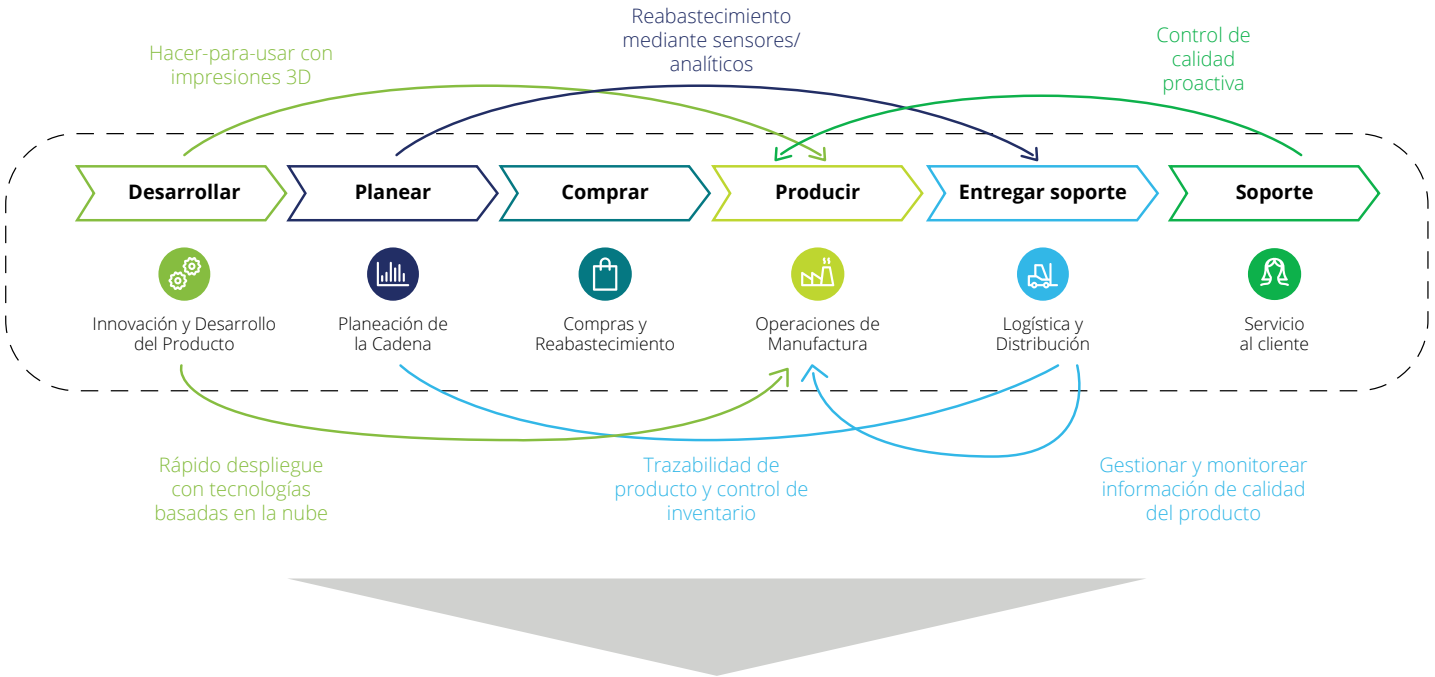 Hacer-para-usar con
impresiones 3D
Reabastecimiento
mediante sensores/
analíticos
Control de
calidad
proactiva
Desarrollar
Planear
Comprar
Producir
Entregar soporte
Soporte
Innovación y Desarrollo
del Producto
Planeación de
la Cadena
Compras y
Reabastecimiento
Operaciones de
Manufactura
Logística y
Distribución
Servicio
al cliente
Rápido despliegue
con tecnologías
basadas en la nube
Trazabilidad de
producto y control de
inventario
Gestionar y monitorear
información de calidad
del producto